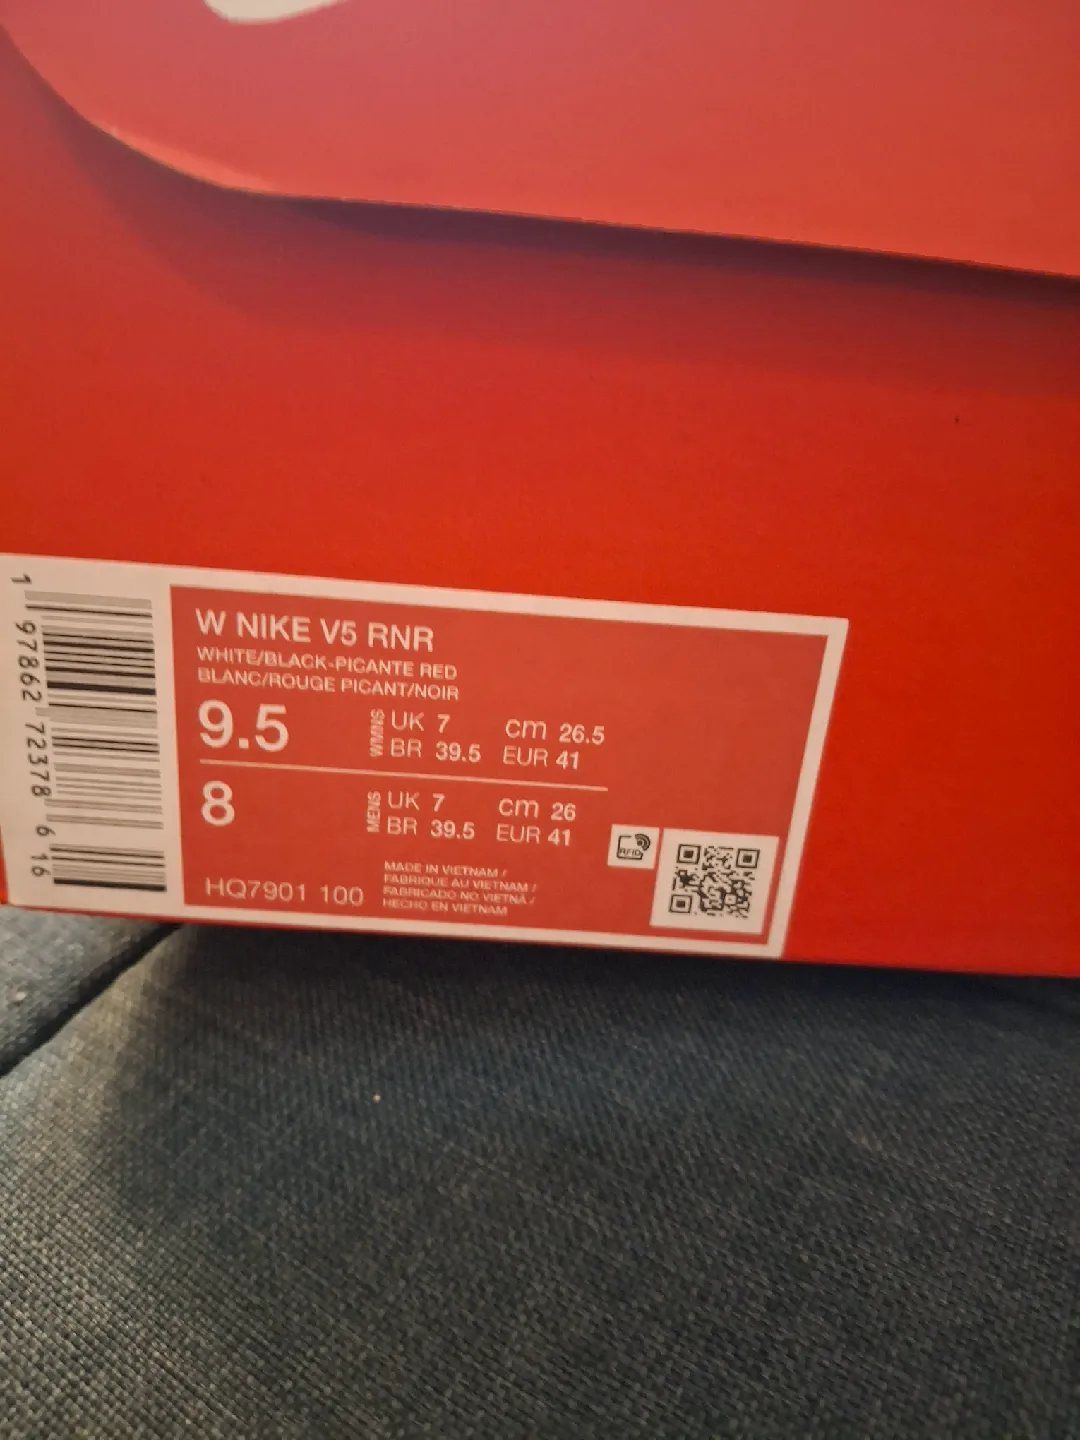 1 97862 72378 6 16
W NIKE V5 RNR
WHITE/BLACK-PICANTE RED
BLANC/ROUGE PICANT/NOIR
9.5 WMNS UK 7 cm 26.5
BR 39.5 EUR 41
8 MENS UK 7 cm 26
BR 39.5 EUR 41
RFID
MADE IN VIETNAM /
FABRIQUE AU VIETNAM /
FABRICADO NO VIETNÃ /
HECHO EN VIETNAM
HQ7901 100